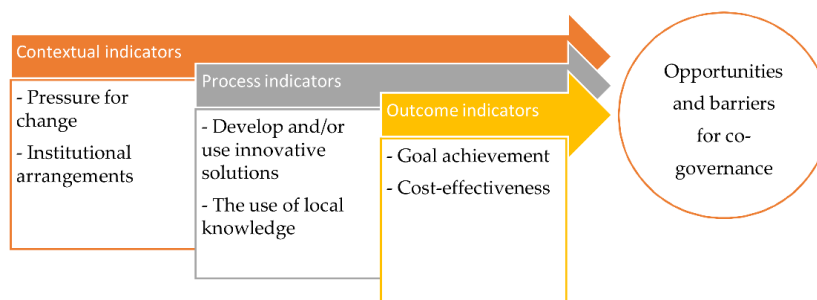 Contextual indicators
- Pressure for
change
- Institutional
arrangements
Process indicators
- Develop and/or
use innovative
solutions
- The use of local
knowledge
Outcome indicators
- Goal achievement
- Cost-effectiveness
Opportunities
and barriers
for co-
governance